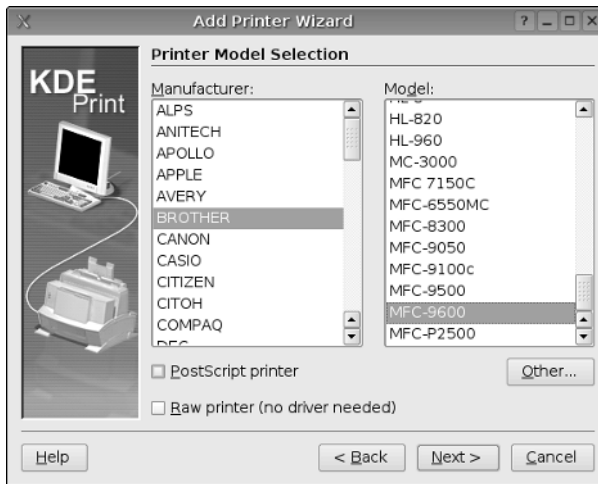 Add Printer Wizard
KDE
Print
Printer Model Selection
Manufacturer:
ALPS
ANITECH
APOLLO
APPLE
AVERY
BROTHER
CANON
CASIO
CITIZEN
CITOH
COMPAQ
DEC
Model:
HL-820
HL-960
MC-3000
MFC 7150C
MFC-6550MC
MFC-8300
MFC-9050
MFC-9100c
MFC-9500
MFC-9600
MFC-P2500
PostScript printer
Other...
Raw printer (no driver needed)
Help
< Back
Next >
Cancel